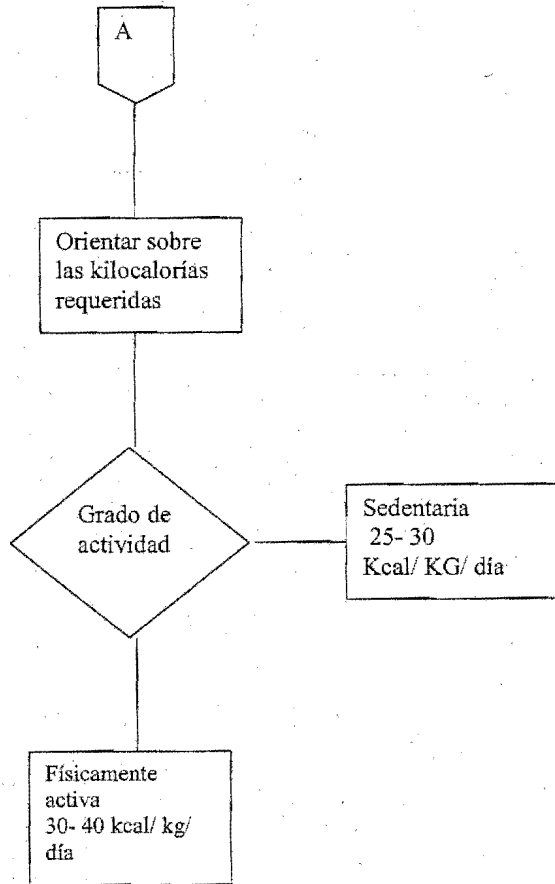 A
Orientar sobre
las kilocalorías
requeridas
Grado de
actividad
Sedentaria
25- 30
Kcal/ KG/ día
Físicamente
activa
30- 40 kcal/ kg/
día